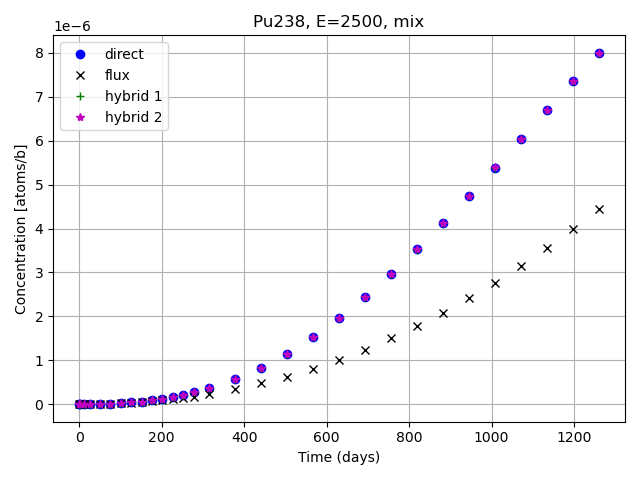 Pu238, E=2500, mix
1e−6
direct
flux
hybrid 1
hybrid 2
8
7
6
5
4
3
2
1
0
Concentration [atoms/b]
0 200 400 600 800 1000 1200
Time (days)